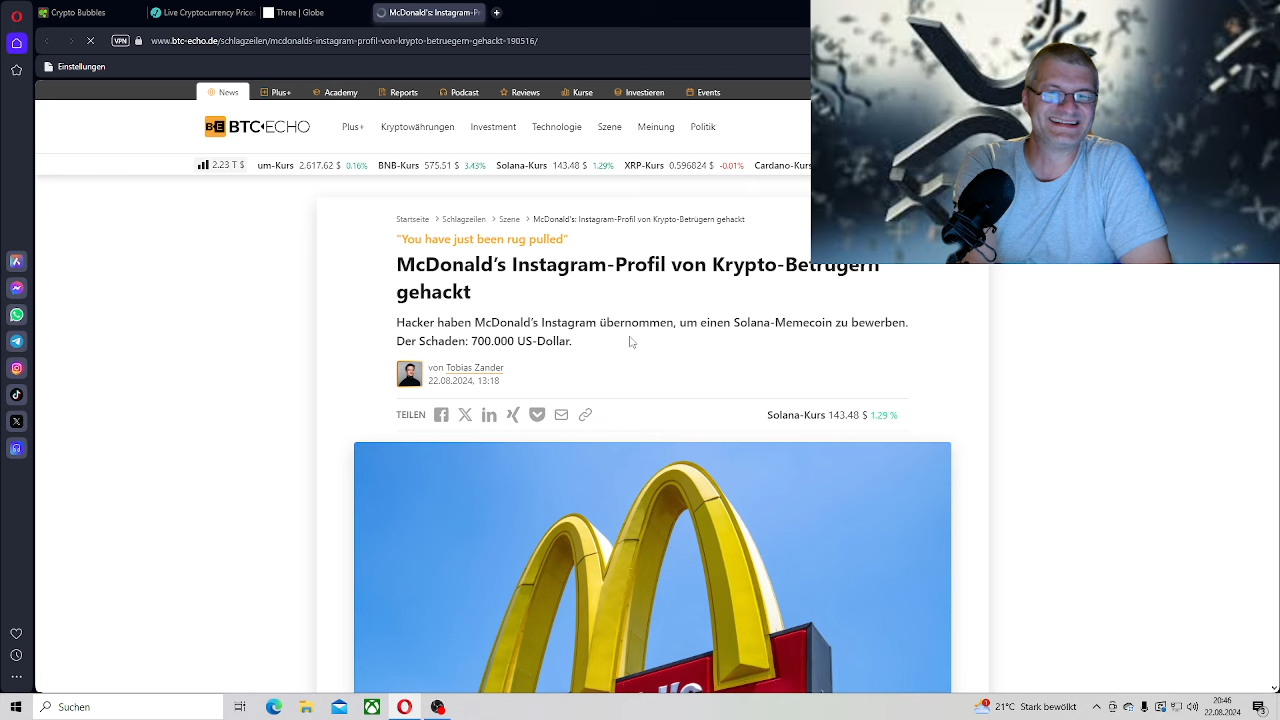 Crypto Bubbles
Live Cryptocurrency Price
Three | Globe
McDonald's: Instagram-Pr
VPN
www.btc-echo.de/schlagzeilen/mcdonalds-instagram-profil-von-krypto-betruegern-gehackt-190516/
Einstellungen
News
Plus+
Academy
Reports
Podcast
Reviews
Kurse
Investieren
Events
BTC-ECHO
Plus+
Kryptowährungen
Investment
Technologie
Szene
Meinung
Politik
2.23 T $
um-Kurs 2.617,62 $ 0.16%
BNB-Kurs 575.51 $ 3.43%
Solana-Kurs 143.48 $ 1.29%
XRP-Kurs 0.596824 $ -0.01%
Cardano-Kurs
Startseite > Schlagzeilen > Szene > McDonald's: Instagram-Profil von Krypto-Betrügern gehackt
"You have just been rug pulled"
McDonald‘s Instagram-Profil von Krypto-Betrügern
gehackt
Hacker haben McDonald‘s Instagram übernommen, um einen Solana-Memecoin zu bewerben.
Der Schaden: 700.000 US-Dollar.
von Tobias Zander
22.08.2024, 13:18
TEILEN
Solana-Kurs 143.48 $ 1.29 %
Suchen
21°C Stark bewölkt
20:46
22.08.2024